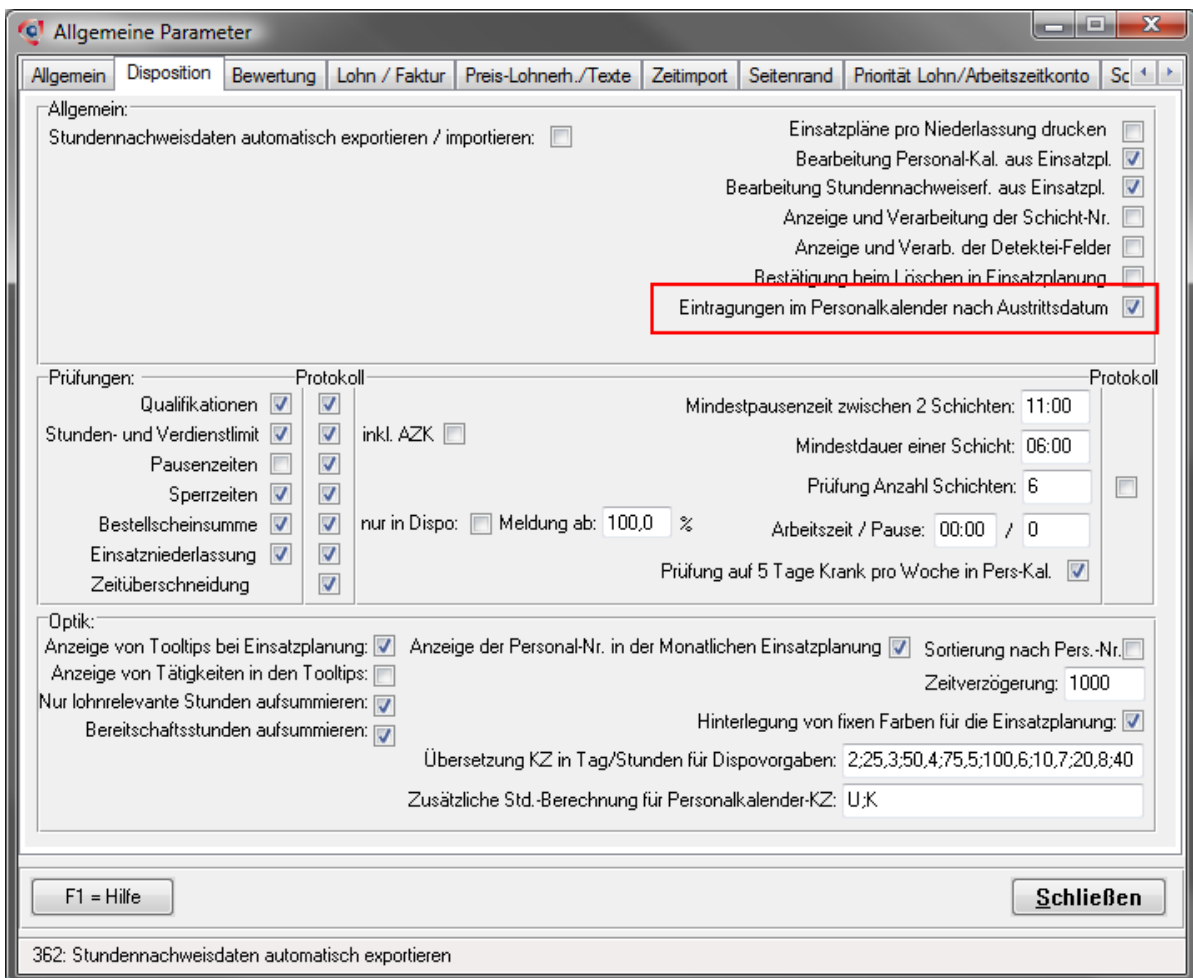 Allgemeine Parameter
Allgemein Disposition Bewertung Lohn / Faktur Preis-Lohnerh./Texte Zeitimport Seitenrand Priorität Lohn/Arbeitszeitkonto Sc
Allgemein:
Stundennachweisdaten automatisch exportieren / importieren:
Einsatzpläne pro Niederlassung drucken
Bearbeitung Personal-Kal. aus Einsatzpl.
Bearbeitung Stundennachweiserf. aus Einsatzpl.
Anzeige und Verarbeitung der Schicht-Nr.
Anzeige und Verarb. der Detektei-Felder
Bestätigung beim Löschen in Einsatzplanung
Eintragungen im Personalkalender nach Austrittsdatum
Prüfungen: Protokoll Protokoll
Qualifikationen Mindestpausenzeit zwischen 2 Schichten: 11:00
Stunden- und Verdienstlimit inkl. AZK Mindestdauer einer Schicht: 06:00
Pausenzeiten
Sperrzeiten Prüfung Anzahl Schichten: 6
Bestellscheinsumme nur in Dispo: Meldung ab: 100,0 % Arbeitszeit / Pause: 00:00 / 0
Einsatzniederlassung
Prüfung auf 5 Tage Krank pro Woche in Pers-Kal.
Zeitüberschneidung
Optik:
Anzeige von Tooltips bei Einsatzplanung: Anzeige der Personal-Nr. in der Monatlichen Einsatzplanung Sortierung nach Pers.-Nr.
Anzeige von Tätigkeiten in den Tooltips: Zeitverzögerung: 1000
Nur lohnrelevante Stunden aufsummieren:
Bereitschaftsstunden aufsummieren: Hinterlegung von fixen Farben für die Einsatzplanung:
Übersetzung KZ in Tag/Stunden für Dispovorgaben: 2;25,3;50,4;75,5;100,6;10,7;20,8;40
Zusätzliche Std.-Berechnung für Personalkalender-KZ: U;K
F1 = Hilfe Schließen
362: Stundennachweisdaten automatisch exportieren